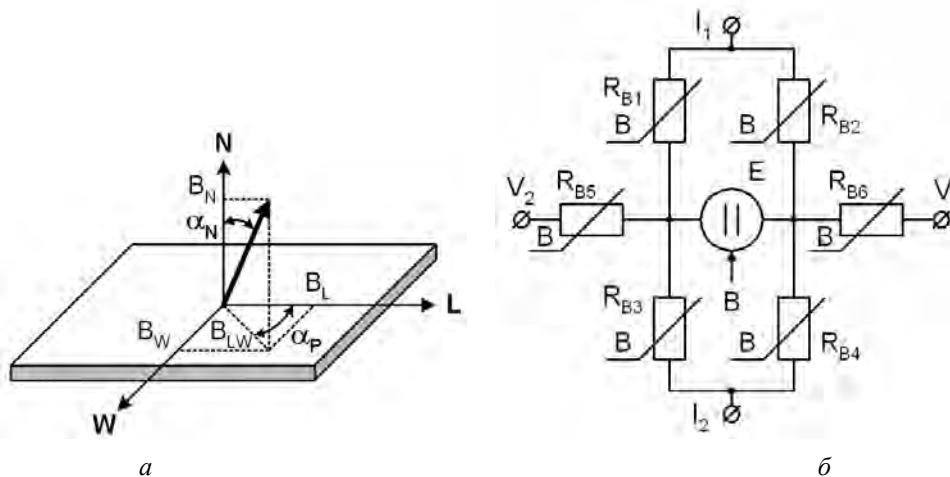 N
B_N
α_N
B_L
L
B_W
B_LW
α_P
W
а
I_1
R_B1
B
B
R_B2
E
V_2
R_B5
R_B6
V
B
B
B
R_B3
B
B
R_B4
I_2
б